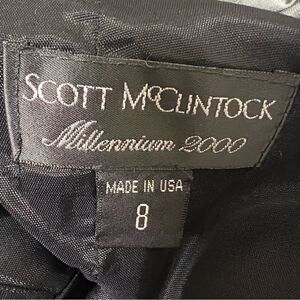 SCOTT McCLINTOCK
Millennium 2000
MADE IN USA
8